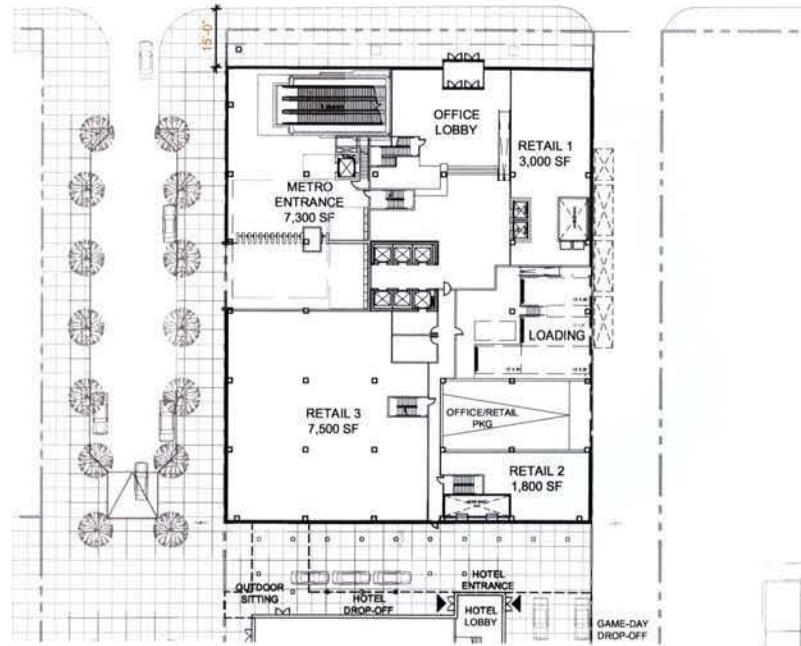 15'-0"
OFFICE
LOBBY
RETAIL 1
3,000 SF
METRO
ENTRANCE
7,300 SF
LOADING
RETAIL 3
7,500 SF
OFFICE/RETAIL
PKG
RETAIL 2
1,800 SF
OUTDOOR
SITTING
HOTEL
DROP-OFF
HOTEL
ENTRANCE
HOTEL
LOBBY
GAME-DAY
DROP-OFF